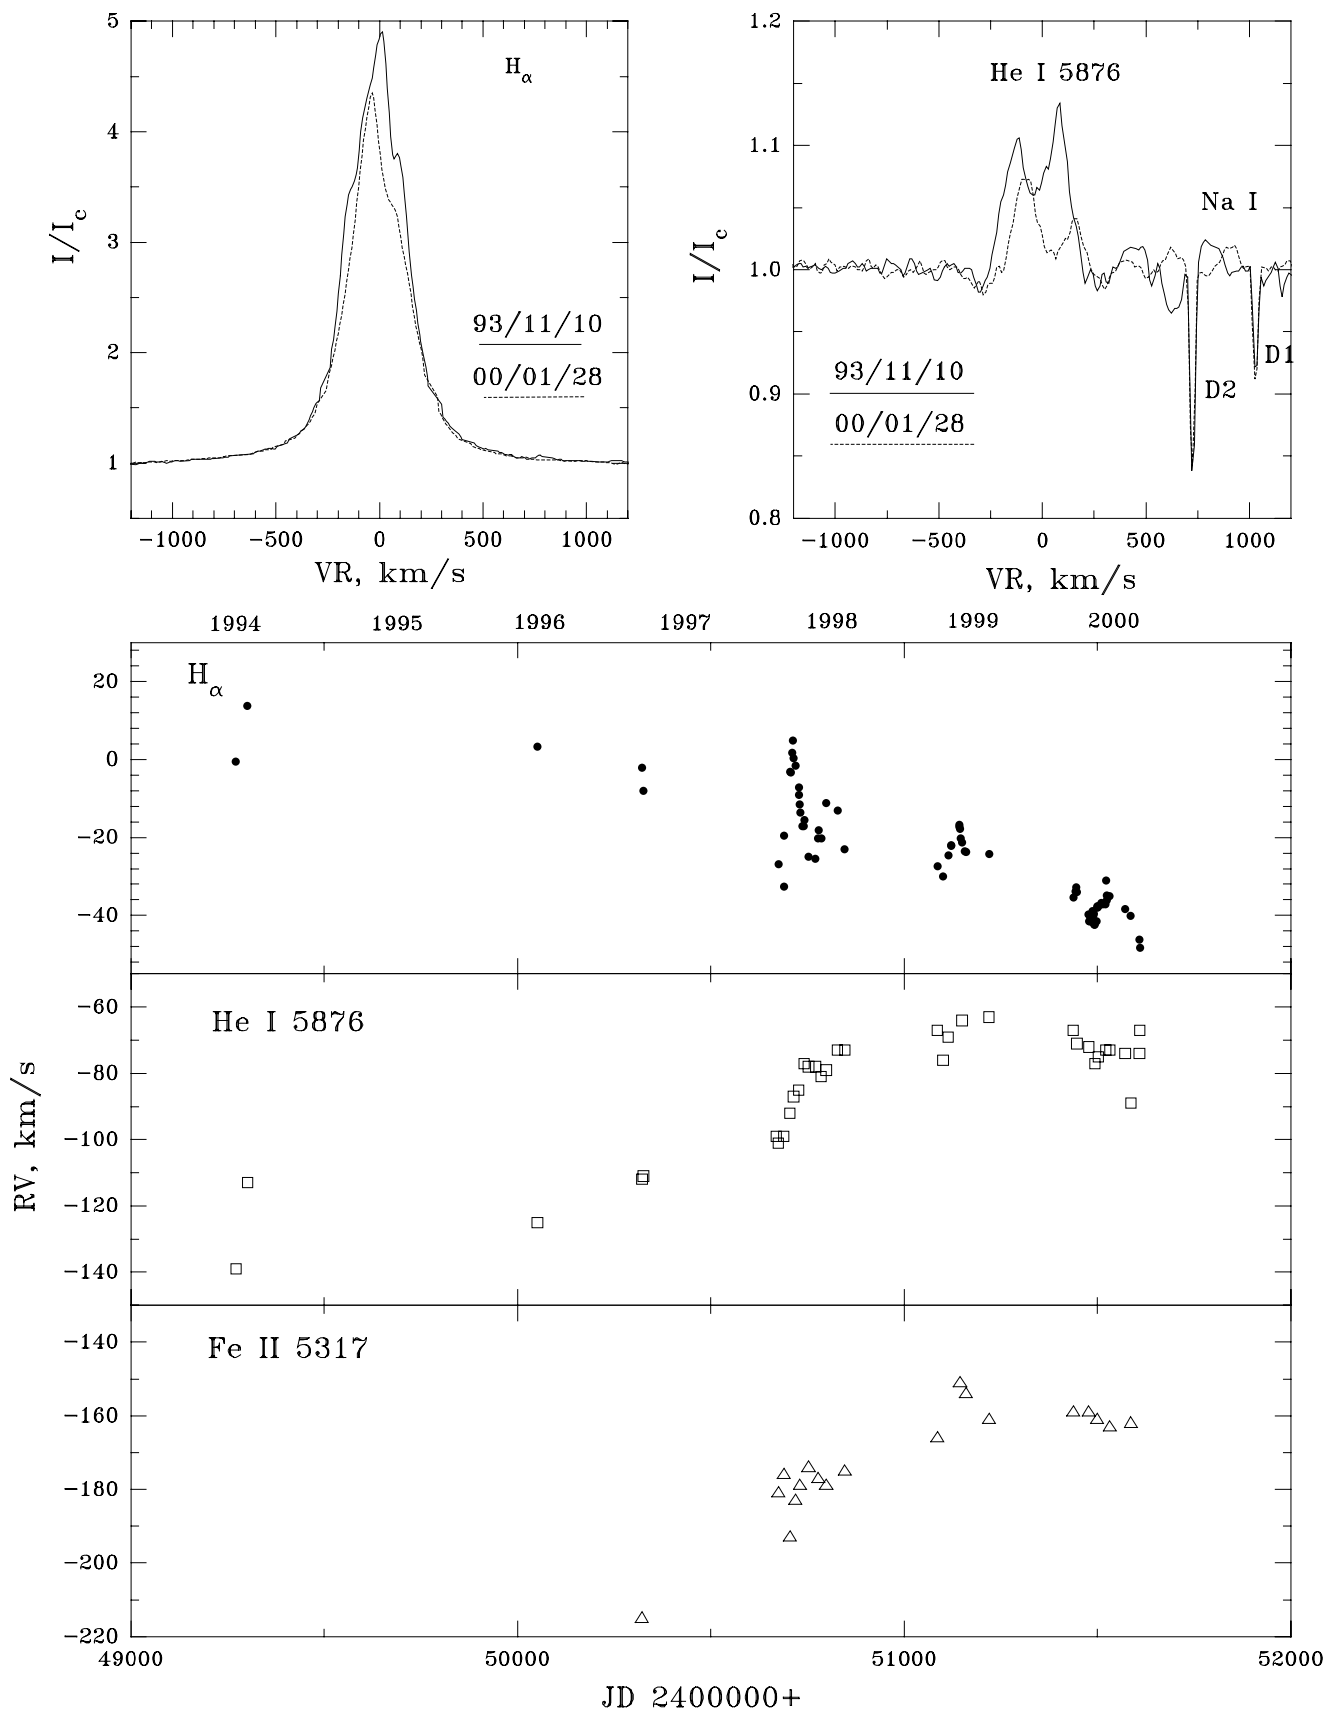 5
4
3
2
1
I/I_c
H_α
93/11/10
00/01/28
−1000 −500 0 500 1000
VR, km/s
1.2
1.1
1.0
0.9
0.8
I/I_c
He I 5876
Na I
D1
D2
93/11/10
00/01/28
−1000 −500 0 500 1000
VR, km/s
1994 1995 1996 1997 1998 1999 2000
H_α
20
0
−20
−40
He I 5876
−60
−80
−100
−120
−140
RV, km/s
Fe II 5317
−140
−160
−180
−200
−220
49000 50000 51000 52000
JD 2400000+